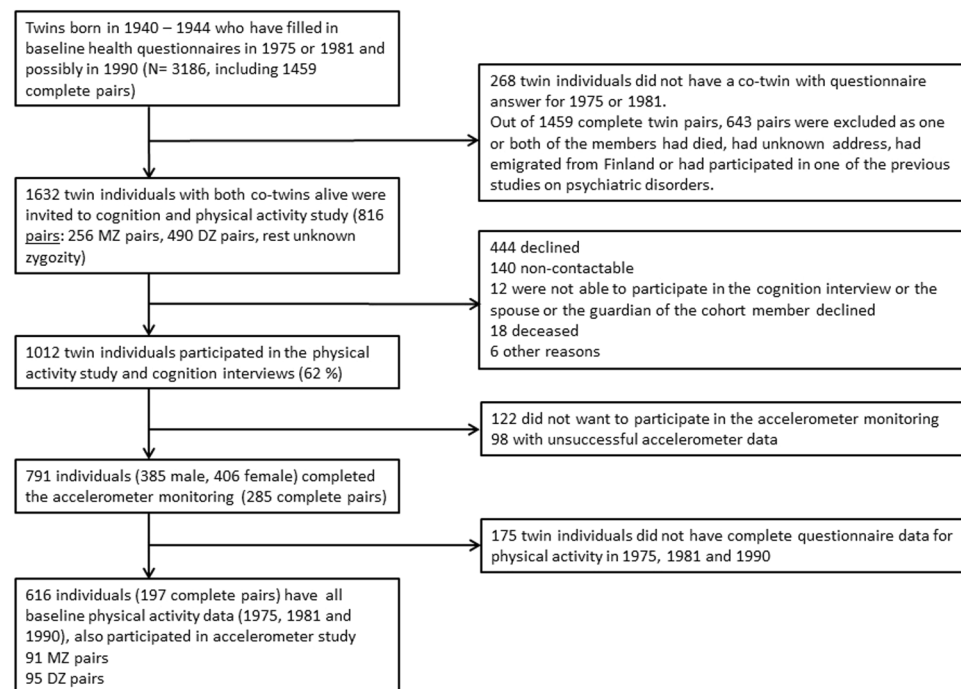 Twins born in 1940 – 1944 who have filled in
baseline health questionnaires in 1975 or 1981 and
possibly in 1990 (N= 3186, including 1459
complete pairs)
268 twin individuals did not have a co-twin with questionnaire
answer for 1975 or 1981.
Out of 1459 complete twin pairs, 643 pairs were excluded as one
or both of the members had died, had unknown address, had
emigrated from Finland or had participated in one of the previous
studies on psychiatric disorders.
1632 twin individuals with both co-twins alive were
invited to cognition and physical activity study (816
pairs: 256 MZ pairs, 490 DZ pairs, rest unknown
zygozity)
444 declined
140 non-contactable
12 were not able to participate in the cognition interview or the
spouse or the guardian of the cohort member declined
18 deceased
6 other reasons
1012 twin individuals participated in the physical
activity study and cognition interviews (62 %)
122 did not want to participate in the accelerometer monitoring
98 with unsuccessful accelerometer data
791 individuals (385 male, 406 female) completed
the accelerometer monitoring (285 complete pairs)
175 twin individuals did not have complete questionnaire data for
physical activity in 1975, 1981 and 1990
616 individuals (197 complete pairs) have all
baseline physical activity data (1975, 1981 and
1990), also participated in accelerometer study
91 MZ pairs
95 DZ pairs